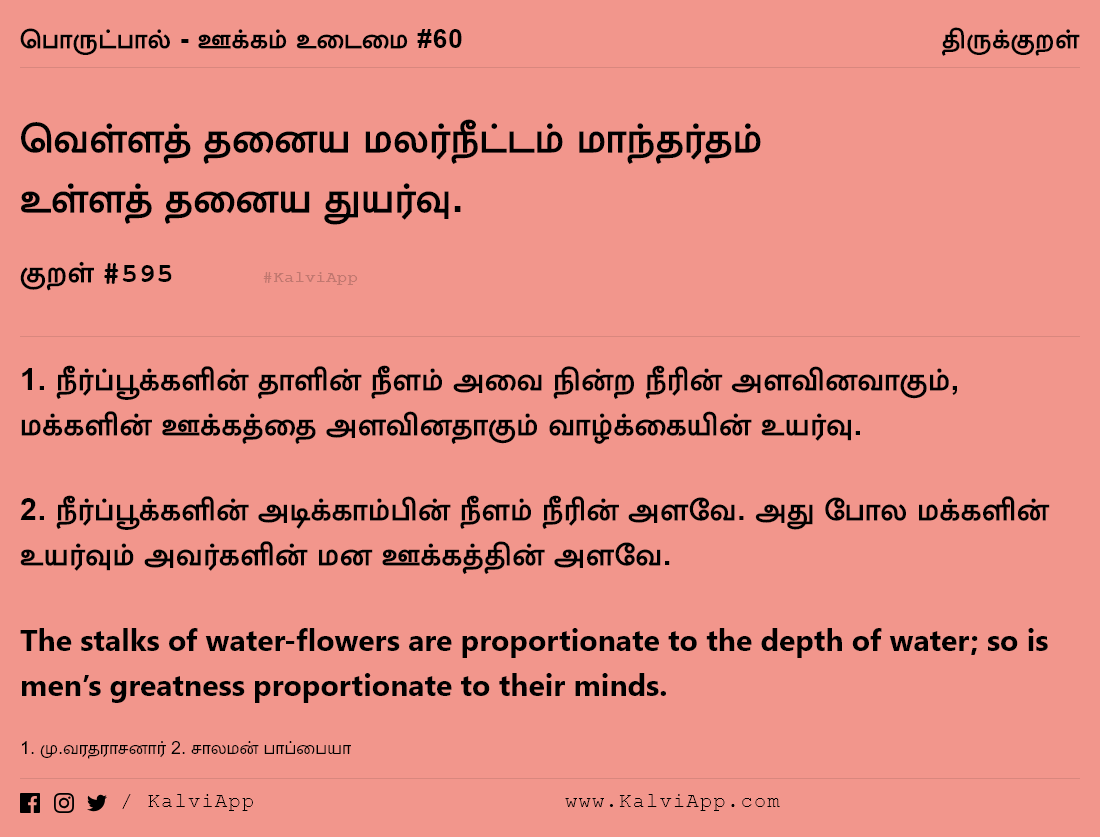 பொருட்பால் - ஊக்கம் உடைமை #60 திருக்குறள்
வெள்ளத் தனைய மலர்நீட்டம் மாந்தர்தம்
உள்ளத் தனைய துயர்வு.
குறள் #595 #KalviApp
1. நீர்ப்பூக்களின் தாளின் நீளம் அவை நின்ற நீரின் அளவினவாகும்,
மக்களின் ஊக்கத்தை அளவினதாகும் வாழ்க்கையின் உயர்வு.
2. நீர்ப்பூக்களின் அடிக்காம்பின் நீளம் நீரின் அளவே. அது போல மக்களின்
உயர்வும் அவர்களின் மன ஊக்கத்தின் அளவே.
The stalks of water-flowers are proportionate to the depth of water; so is
men’s greatness proportionate to their minds.
1. மு.வரதராசனார் 2. சாலமன் பாப்பையா
/ KalviApp www.KalviApp.com